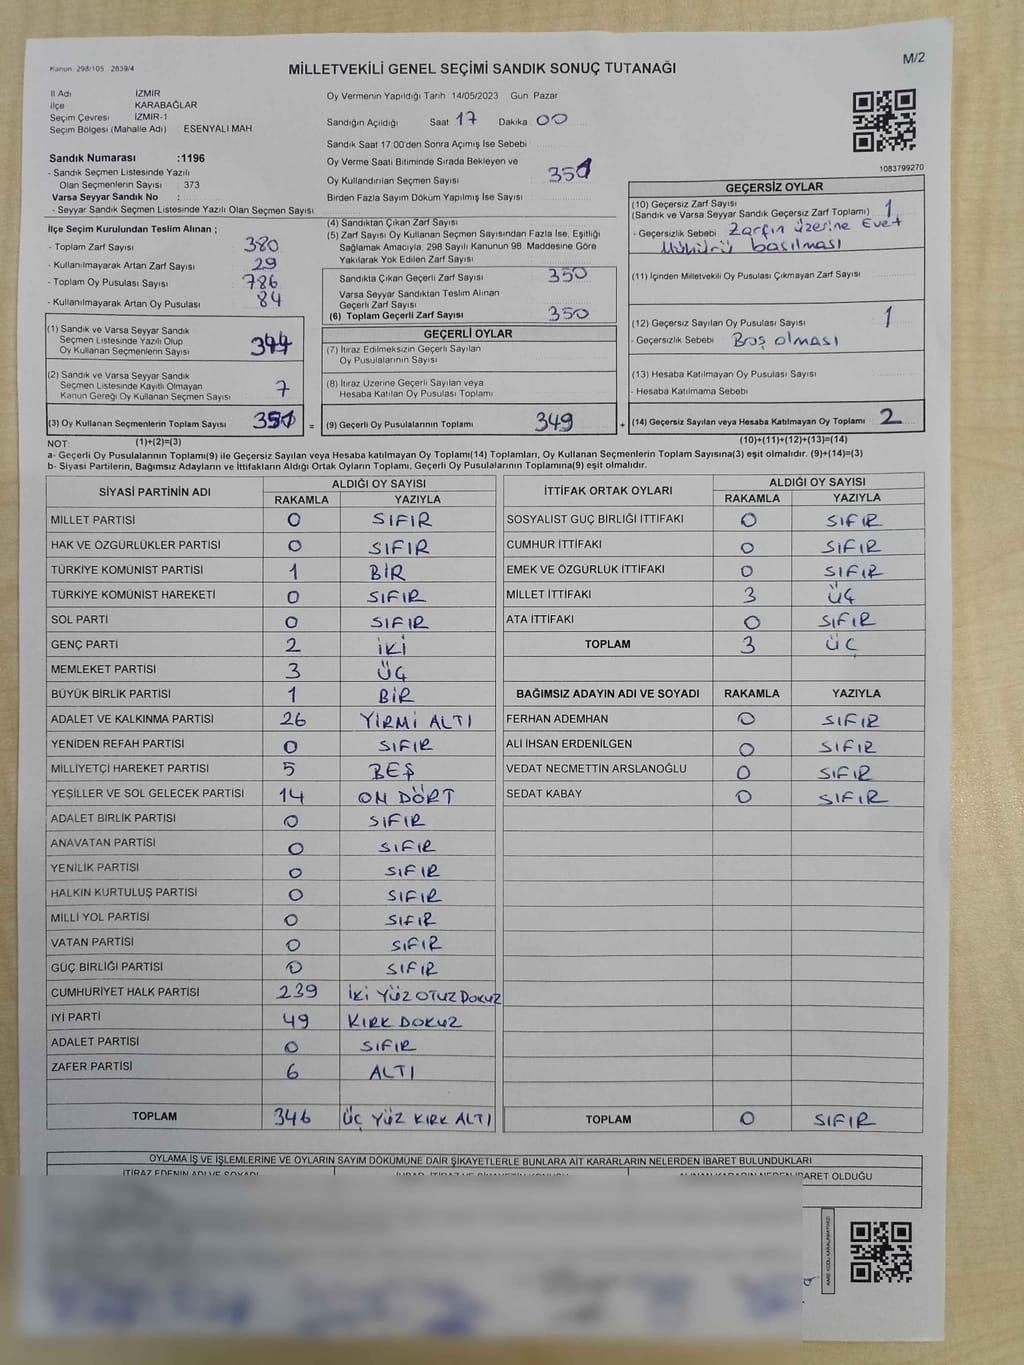 Kanun: 298/105 2839/4
M/2
MİLLETVEKİLİ GENEL SEÇİMİ SANDIK SONUÇ TUTANAĞI
İl Adı İZMİR
İlçe KARABAĞLAR
Seçim Çevresi İZMİR-1
Seçim Bölgesi (Mahalle Adı) ESENYALI MAH
Sandık Numarası :1196
- Sandık Seçmen Listesinde Yazılı
Olan Seçmenlerin Sayısı : 373
Varsa Seyyar Sandık No :
- Seyyar Sandık Seçmen Listesinde Yazılı Olan Seçmen Sayısı:
Oy Vermenin Yapıldığı Tarih 14/05/2023 Gün Pazar
Sandığın Açıldığı Saat 17 Dakika 00
Sandık Saat 17.00'den Sonra Açımış İse Sebebi
Oy Verme Saati Bitiminde Sırada Bekleyen ve
Oy Kullandırılan Seçmen Sayısı 351
Birden Fazla Sayım Döküm Yapılmış İse Sayısı
1083799270
İlçe Seçim Kurulundan Teslim Alınan ;
- Toplam Zarf Sayısı 380
- Kullanılmayarak Artan Zarf Sayısı 29
- Toplam Oy Pusulası Sayısı 786
- Kullanılmayarak Artan Oy Pusulası 84
(1) Sandık ve Varsa Seyyar Sandık
Seçmen Listesinde Yazılı Olup
Oy Kullanan Seçmenlerin Sayısı 344
(2) Sandık ve Varsa Seyyar Sandık
Seçmen Listesinde Kayıtlı Olmayan
Kanun Gereği Oy Kullanan Seçmen Sayısı 7
(3) Oy Kullanan Seçmenlerin Toplam Sayısı 351 =
(4) Sandıktan Çıkan Zarf Sayısı
(5) Zarf Sayısı Oy Kullanan Seçmen Sayısından Fazla İse, Eşitliği
Sağlamak Amacıyla; 298 Sayılı Kanunun 98. Maddesine Göre
Yakılarak Yok Edilen Zarf Sayısı
Sandıkta Çıkan Geçerli Zarf Sayısı 350
Varsa Seyyar Sandıktan Teslim Alınan
Geçerli Zarf Sayısı
(6) Toplam Geçerli Zarf Sayısı 350
GEÇERLİ OYLAR
(7) İtiraz Edilmeksizin Geçerli Sayılan
Oy Pusulalarının Sayısı
(8) İtiraz Üzerine Geçerli Sayılan veya
Hesaba Katılan Oy Pusulası Toplamı
(9) Geçerli Oy Pusulalarının Toplamı 349 +
GEÇERSİZ OYLAR
(10) Geçersiz Zarf Sayısı
(Sandık ve Varsa Seyyar Sandık Geçersiz Zarf Toplamı) 1
- Geçersizlik Sebebi Zarfın üzerine Evet
Mührü basılması
(11) İçinden Milletvekili Oy Pusulası Çıkmayan Zarf Sayısı
(12) Geçersiz Sayılan Oy Pusulası Sayısı 1
- Geçersizlik Sebebi Boş olması
(13) Hesaba Katılmayan Oy Pusulası Sayısı
- Hesaba Katılmama Sebebi
(14) Geçersiz Sayılan veya Hesaba Katılmayan Oy Toplamı 2
NOT: (1)+(2)=(3) (10)+(11)+(12)+(13)=(14)
a- Geçerli Oy Pusulalarının Toplamı(9) ile Geçersiz Sayılan veya Hesaba katılmayan Oy Toplamı(14) Toplamları, Oy Kullanan Seçmenlerin Toplam Sayısına(3) eşit olmalıdır. (9)+(14)=(3)
b- Siyasi Partilerin, Bağımsız Adayların ve İttifakların Aldığı Ortak Oyların Toplamı, Geçerli Oy Pusulalarının Toplamına(9) eşit olmalıdır.
SİYASİ PARTİNİN ADI ALDIĞI OY SAYISI
RAKAMLA YAZIYLA
MİLLET PARTİSİ 0 SIFIR
HAK VE ÖZGÜRLÜKLER PARTİSİ 0 SIFIR
TÜRKİYE KOMÜNİST PARTİSİ 1 BİR
TÜRKİYE KOMÜNİST HAREKETİ 0 SIFIR
SOL PARTİ 0 SIFIR
GENÇ PARTİ 2 İKİ
MEMLEKET PARTİSİ 3 ÜÇ
BÜYÜK BİRLİK PARTİSİ 1 BİR
ADALET VE KALKINMA PARTİSİ 26 YİRMİ ALTI
YENİDEN REFAH PARTİSİ 0 SIFIR
MİLLİYETÇİ HAREKET PARTİSİ 5 BEŞ
YEŞİLLER VE SOL GELECEK PARTİSİ 14 ON DÖRT
ADALET BİRLİK PARTİSİ 0 SIFIR
ANAVATAN PARTİSİ 0 SIFIR
YENİLİK PARTİSİ 0 SIFIR
HALKIN KURTULUŞ PARTİSİ 0 SIFIR
MİLLİ YOL PARTİSİ 0 SIFIR
VATAN PARTİSİ 0 SIFIR
GÜÇ BİRLİĞİ PARTİSİ 0 SIFIR
CUMHURİYET HALK PARTİSİ 239 İKİ YÜZ OTUZ DOKUZ
İYİ PARTİ 49 KIRK DOKUZ
ADALET PARTİSİ 0 SIFIR
ZAFER PARTİSİ 6 ALTI
TOPLAM 346 ÜÇ YÜZ KIRK ALTI
İTTİFAK ORTAK OYLARI ALDIĞI OY SAYISI
RAKAMLA YAZIYLA
SOSYALİST GÜÇ BİRLİĞİ İTTİFAKI 0 SIFIR
CUMHUR İTTİFAKI 0 SIFIR
EMEK VE ÖZGÜRLÜK İTTİFAKI 0 SIFIR
MİLLET İTTİFAKI 3 ÜÇ
ATA İTTİFAKI 0 SIFIR
TOPLAM 3 ÜÇ
BAĞIMSIZ ADAYIN ADI VE SOYADI RAKAMLA YAZIYLA
FERHAN ADEMHAN 0 SIFIR
ALİ İHSAN ERDENİLGEN 0 SIFIR
VEDAT NECMETTİN ARSLANOĞLU 0 SIFIR
SEDAT KABAY 0 SIFIR
TOPLAM 0 SIFIR
OYLAMA İŞ VE İŞLEMLERİNE VE OYLARIN SAYIM DÖKÜMÜNE DAİR ŞİKAYETLERLE BUNLARA AİT KARARLARIN NELERDEN İBARET BULUNDUKLARI
İTİRAZ EDENİN ADI VE SOYADI İBARET OLDUĞU